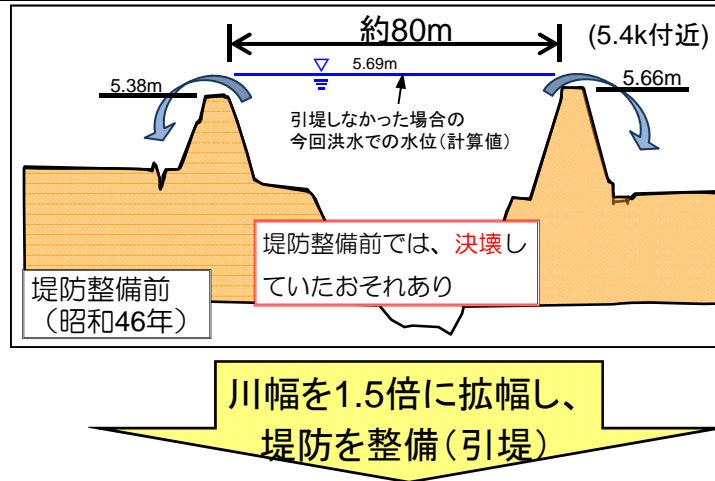 約80m
(5.4k付近)
5.69m
5.38m
5.66m
引堤しなかった場合の
今回洪水での水位(計算値)
堤防整備前では、決壊し
ていたおそれあり
堤防整備前
(昭和46年)
川幅を1.5倍に拡幅し、
堤防を整備(引堤)